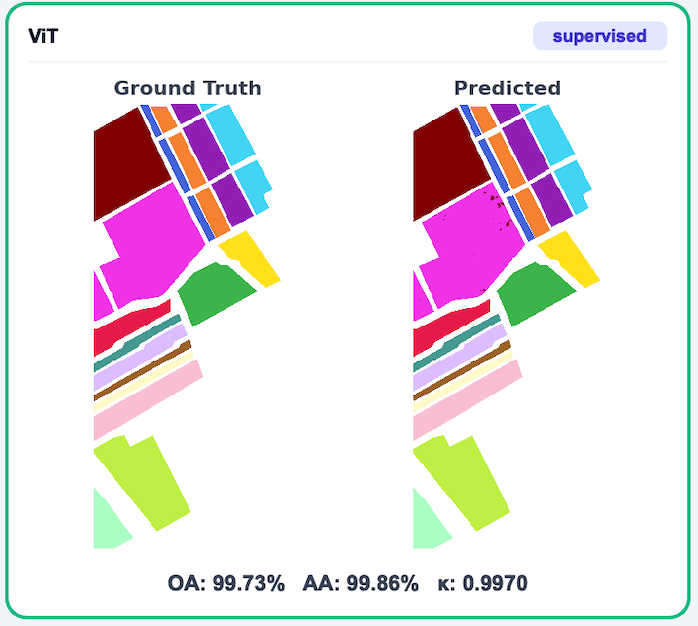 ViT
supervised
Ground Truth
Predicted
OA: 99.73% AA: 99.86% κ: 0.9970